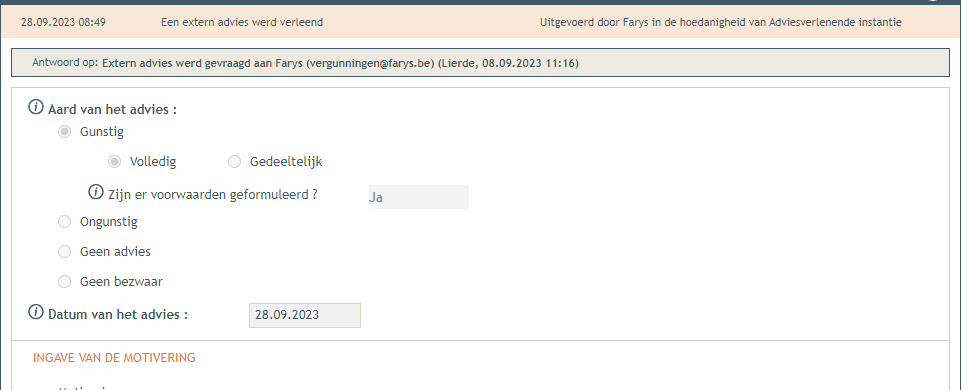 28.09.2023 08:49 Een extern advies werd verleend Uitgevoerd door Farys in de hoedanigheid van Adviesverlenende instantie
Antwoord op: Extern advies werd gevraagd aan Farys (vergunningen@farys.be) (Lierde, 08.09.2023 11:16)
Aard van het advies :
Gunstig
Volledig Gedeeltelijk
Zijn er voorwaarden geformuleerd ? Ja
Ongunstig
Geen advies
Geen bezwaar
Datum van het advies : 28.09.2023
INGAVE VAN DE MOTIVERING